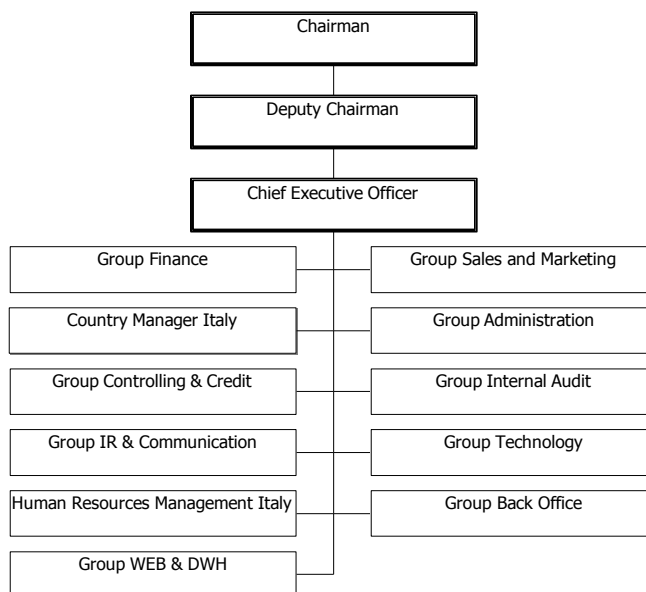 Chairman
Deputy Chairman
Chief Executive Officer
Group Finance
Group Sales and Marketing
Country Manager Italy
Group Administration
Group Controlling & Credit
Group Internal Audit
Group IR & Communication
Group Technology
Human Resources Management Italy
Group Back Office
Group WEB & DWH